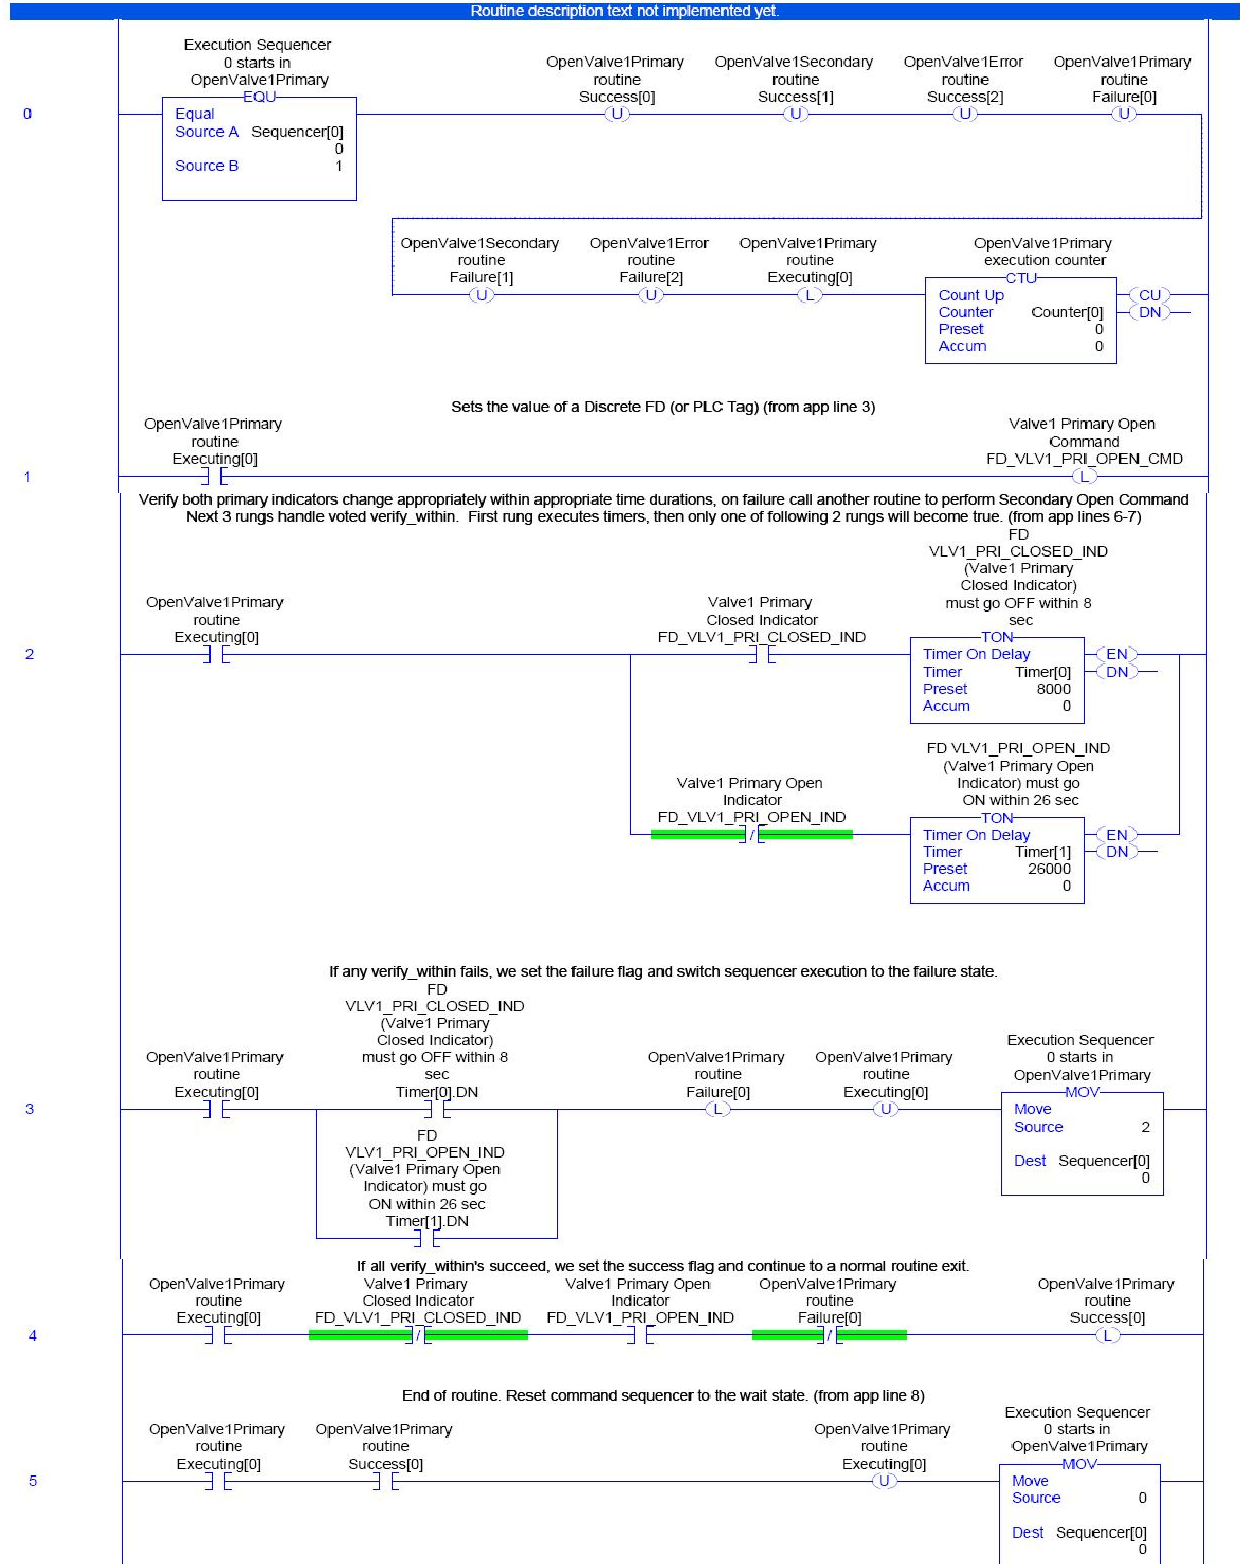 Routine description text not implemented yet.
Execution Sequencer
0 starts in
OpenValve1Primary
EQU
Equal
Source A Sequencer[0]
0
Source B 1
OpenValve1Primary
routine
Success[0]
U
OpenValve1Secondary
routine
Success[1]
U
OpenValve1Error
routine
Success[2]
U
OpenValve1Primary
routine
Failure[0]
U
0
OpenValve1Secondary
routine
Failure[1]
U
OpenValve1Error
routine
Failure[2]
U
OpenValve1Primary
routine
Executing[0]
L
OpenValve1Primary
execution counter
CTU
Count Up
Counter Counter[0]
Preset 0
Accum 0
CU
DN
Sets the value of a Discrete FD (or PLC Tag) (from app line 3)
OpenValve1Primary
routine
Executing[0]
Valve1 Primary Open
Command
FD_VLV1_PRI_OPEN_CMD
L
1
Verify both primary indicators change appropriately within appropriate time durations, on failure call another routine to perform Secondary Open Command
Next 3 rungs handle voted verify_within. First rung executes timers, then only one of following 2 rungs will become true. (from app lines 6-7)
OpenValve1Primary
routine
Executing[0]
Valve1 Primary
Closed Indicator
FD_VLV1_PRI_CLOSED_IND
FD
VLV1_PRI_CLOSED_IND
(Valve1 Primary
Closed Indicator)
must go OFF within 8
sec
TON
Timer On Delay
Timer Timer[0]
Preset 8000
Accum 0
EN
DN
2
Valve1 Primary Open
Indicator
FD_VLV1_PRI_OPEN_IND
/
FD VLV1_PRI_OPEN_IND
(Valve1 Primary Open
Indicator) must go
ON within 26 sec
TON
Timer On Delay
Timer Timer[1]
Preset 26000
Accum 0
EN
DN
If any verify_within fails, we set the failure flag and switch sequencer execution to the failure state.
OpenValve1Primary
routine
Executing[0]
FD
VLV1_PRI_CLOSED_IND
(Valve1 Primary
Closed Indicator)
must go OFF within 8
sec
Timer[0].DN
OpenValve1Primary
routine
Failure[0]
L
OpenValve1Primary
routine
Executing[0]
U
Execution Sequencer
0 starts in
OpenValve1Primary
MOV
Move
Source 2
Dest Sequencer[0]
0
3
FD
VLV1_PRI_OPEN_IND
(Valve1 Primary Open
Indicator) must go
ON within 26 sec
Timer[1].DN
If all verify_within's succeed, we set the success flag and continue to a normal routine exit.
OpenValve1Primary
routine
Executing[0]
Valve1 Primary
Closed Indicator
FD_VLV1_PRI_CLOSED_IND
/
Valve1 Primary Open
Indicator
FD_VLV1_PRI_OPEN_IND
OpenValve1Primary
routine
Failure[0]
/
OpenValve1Primary
routine
Success[0]
L
4
End of routine. Reset command sequencer to the wait state. (from app line 8)
OpenValve1Primary
routine
Executing[0]
OpenValve1Primary
routine
Success[0]
OpenValve1Primary
routine
Executing[0]
U
Execution Sequencer
0 starts in
OpenValve1Primary
MOV
Move
Source 0
Dest Sequencer[0]
0
5